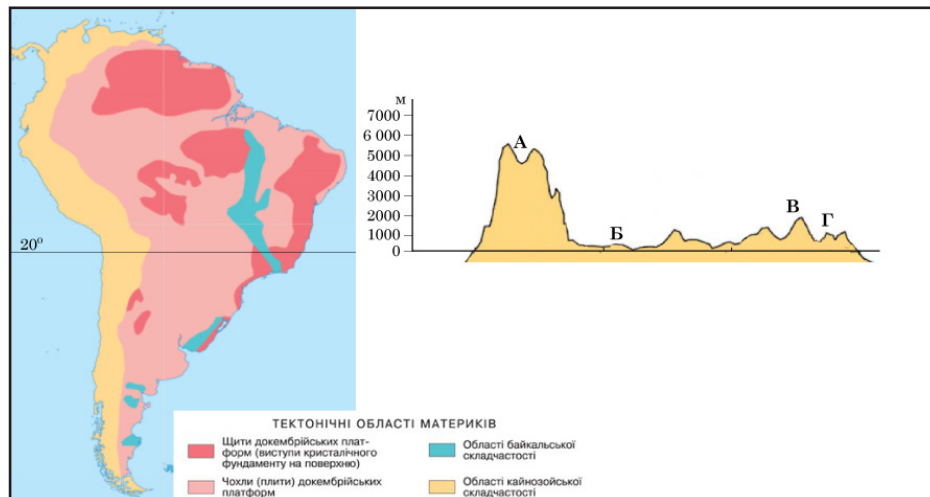 20⁰
м
7000
6 000
5000
4000
3000
2000
1000
0
А
Б
В
Г
ТЕКТОНІЧНІ ОБЛАСТІ МАТЕРИКІВ
Щити докембрійських плат-
форм (виступи кристалічного
фундаменту на поверхню)
Чохли (плити) докембрійських
платформ
Області байкальської
складчастості
Області кайнозойської
складчастості